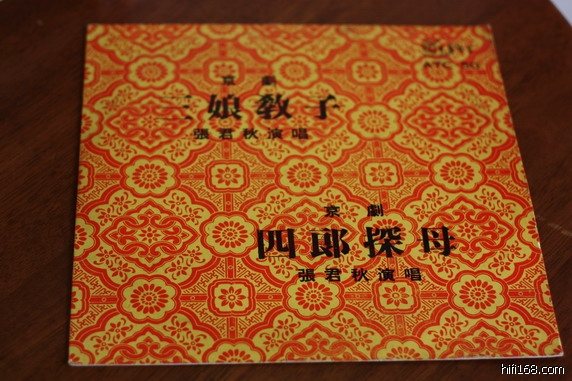 京劇
三娘教子
張君秋演唱
京劇
四郎探母
張君秋演唱
hifi168.com